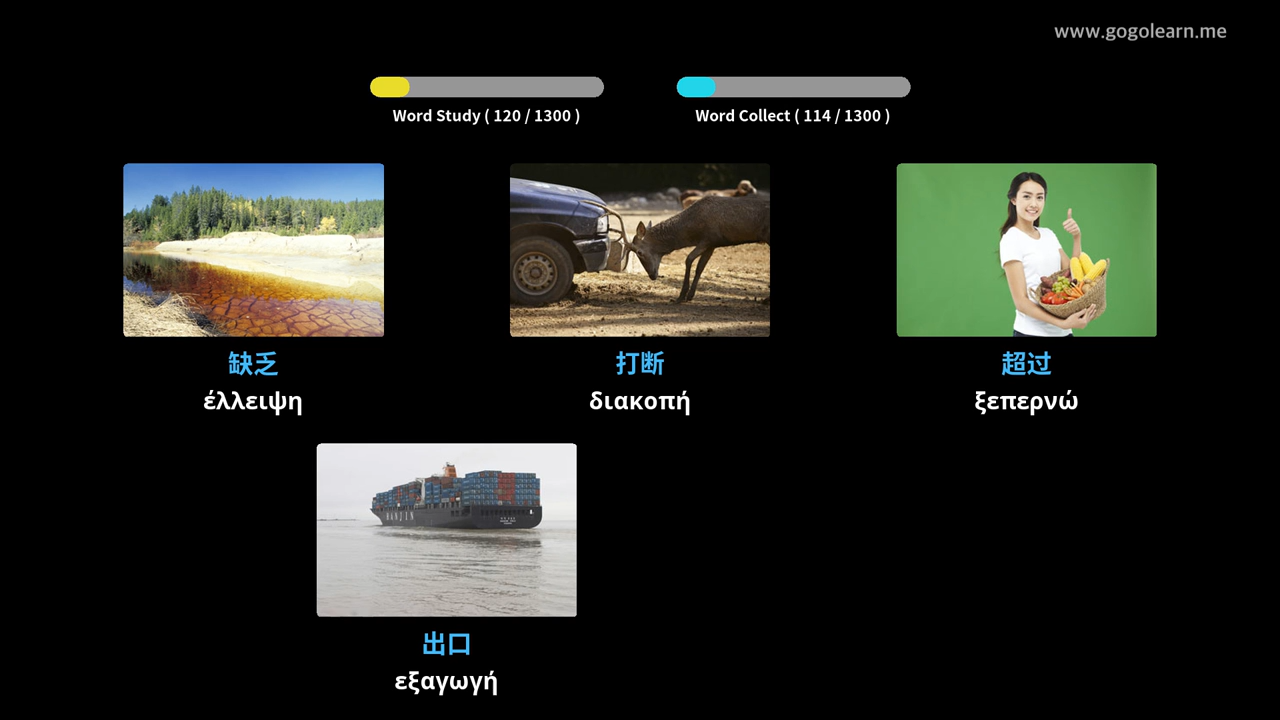 www.gogolearn.me
Word Study ( 120 / 1300 )
Word Collect ( 114 / 1300 )
缺乏
έλλειψη
打断
διακοπή
超过
ξεπερνώ
HANJIN
出口
εξαγωγή